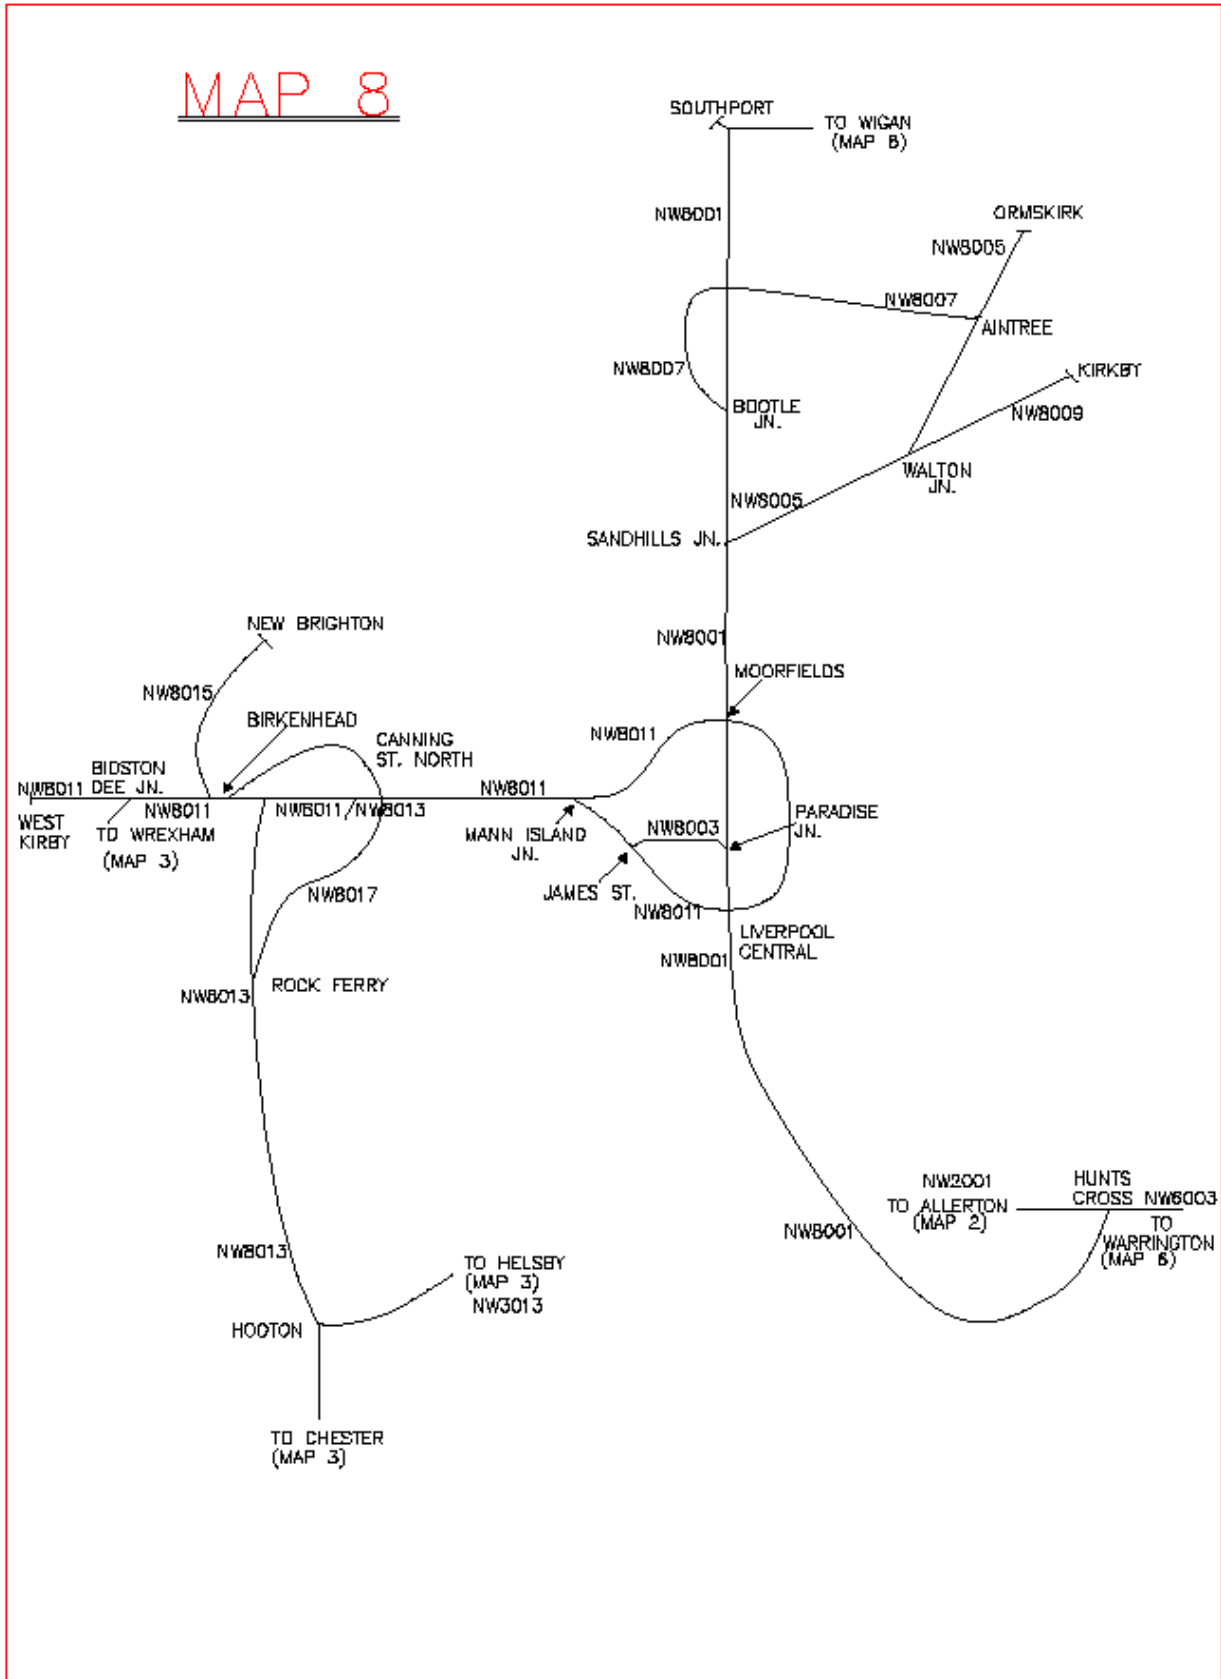 MAP 8
SOUTHPORT
TO WIGAN
(MAP 6)
NW8001
ORMSKIRK
NW8005
NW8007
AINTREE
NW8007
KIRKBY
BOOTLE
JN.
NW8009
WALTON
JN.
NW8005
SANDHILLS JN.
NEW BRIGHTON
NW8001
MOORFIELDS
NW8015
BIRKENHEAD
CANNING
ST. NORTH
NW8011
BIDSTON
DEE JN.
NW8011
NW8011
NW8011/NW8013
NW8011
WEST
KIRBY
TO WREXHAM
(MAP 3)
MANN ISLAND
JN.
NW8003
PARADISE
JN.
JAMES ST.
NW8017
NW8011
LIVERPOOL
CENTRAL
NW8001
ROCK FERRY
NW8013
NW2001
TO ALLERTON
(MAP 2)
HUNTS
CROSS
NW6003
TO
WARRINGTON
(MAP 6)
NW8001
NW8013
TO HELSBY
(MAP 3)
NW3013
HOOTON
TO CHESTER
(MAP 3)